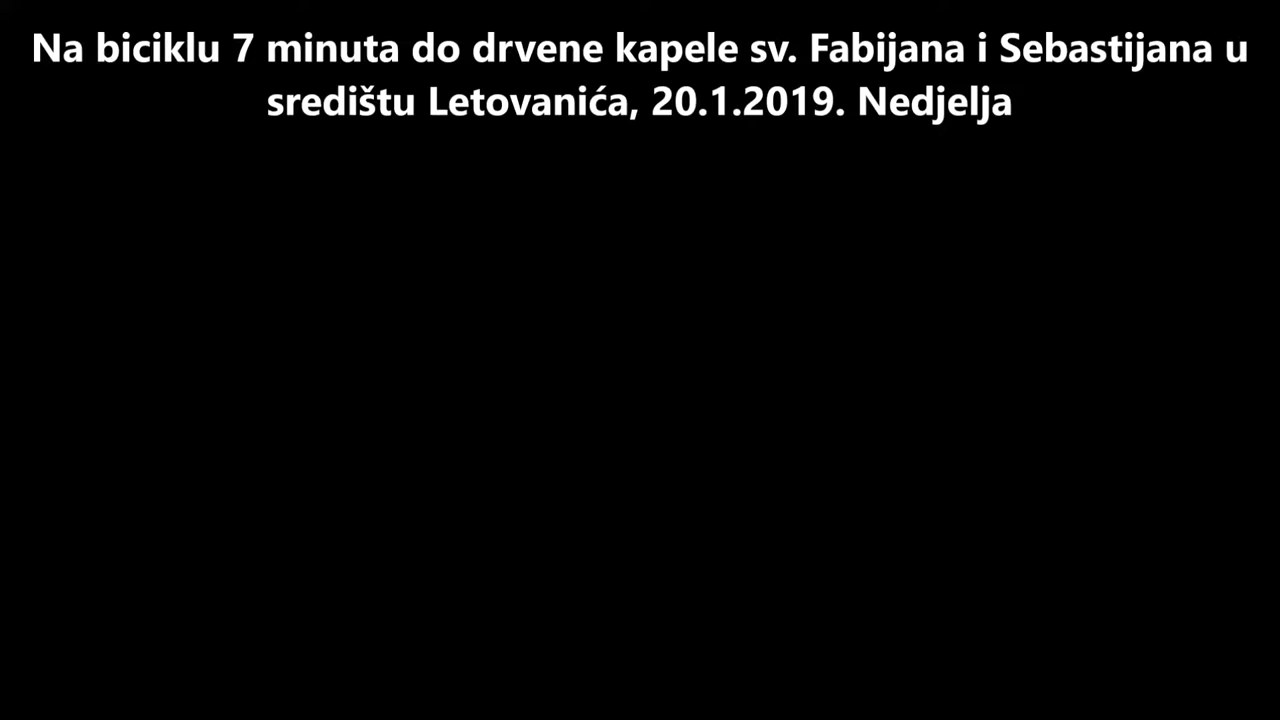 Na biciklu 7 minuta do drvene kapele sv. Fabijana i Sebastijana u
središtu Letovanića, 20.1.2019. Nedjelja